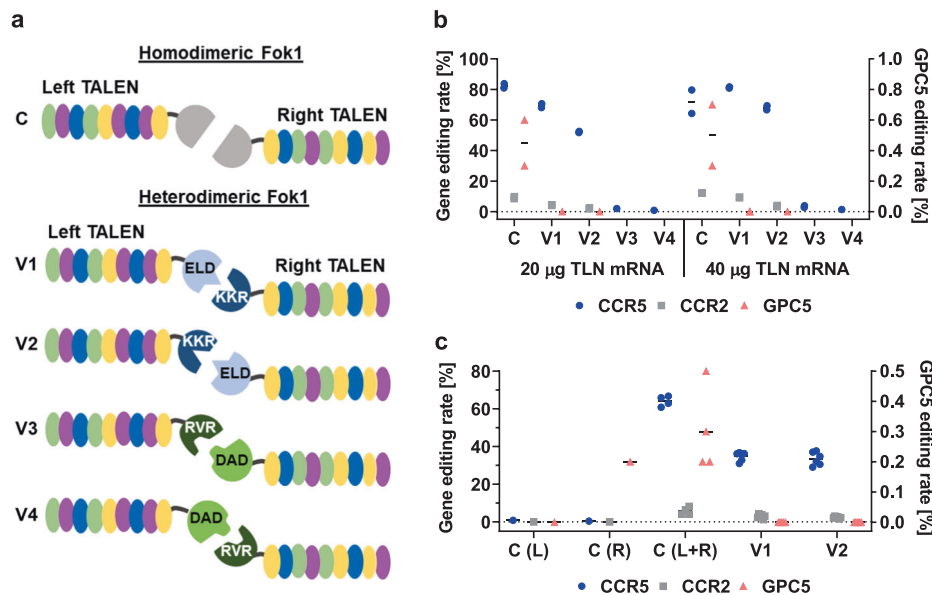 a
Homodimeric Fok1
Left TALEN
C
Right TALEN
Heterodimeric Fok1
Left TALEN
V1
ELD
Right TALEN
KKR
V2
KKR
ELD
V3
RVR
DAD
V4
DAD
RVR
b
Gene editing rate [%]
100
80
60
40
20
0
1.0
0.8
0.6
0.4
0.2
0.0
GPC5 editing rate [%]
C V1 V2 V3 V4 C V1 V2 V3 V4
20 µg TLN mRNA 40 µg TLN mRNA
CCR5 CCR2 GPC5
c
Gene editing rate [%]
80
60
40
20
0
0.5
0.4
0.3
0.2
0.1
0.0
GPC5 editing rate [%]
C (L) C (R) C (L+R) V1 V2
CCR5 CCR2 GPC5